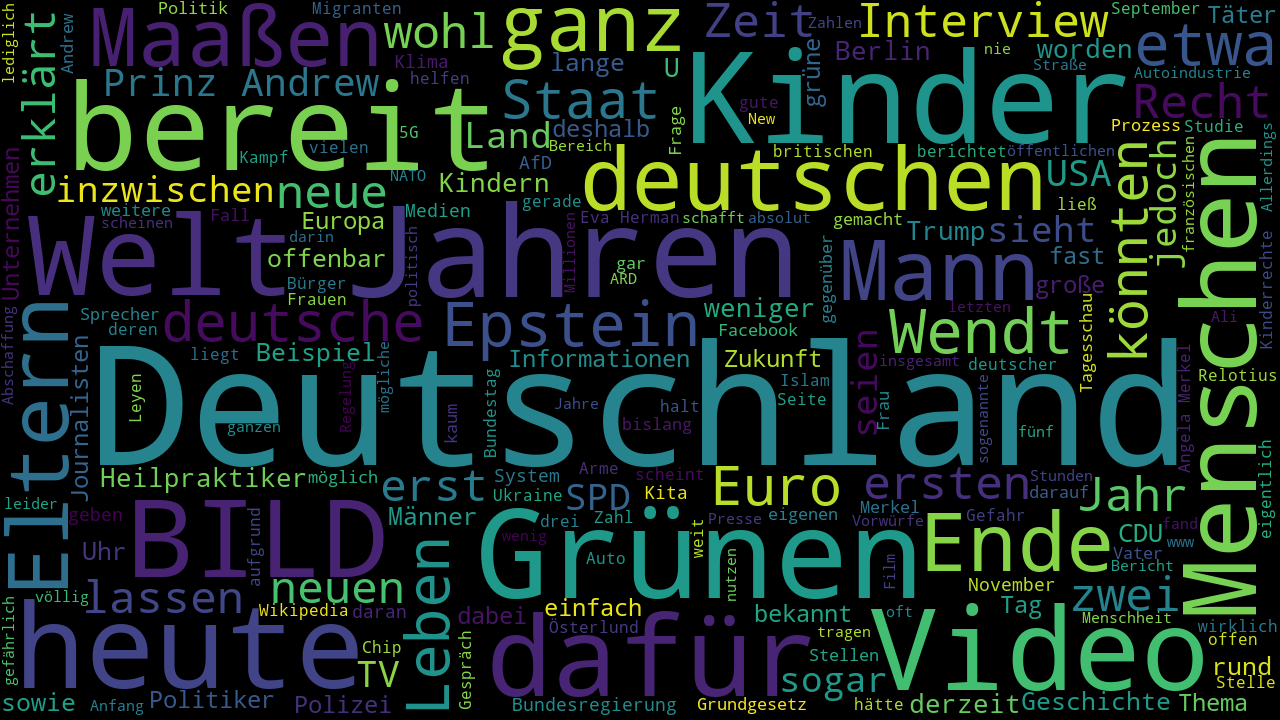 lediglich
Politik
Migranten
September
Andrew
Maaßen
wohl
ganz
Zeit
Zahlen
Interview
Täter
erklärt
Klima
Berlin
nie
worden
etwa
Prinz Andrew
helfen
lange
U
grüne
Straße
Autoindustrie
bereit
Staat
Kinder
gute
New
Recht
5G
Land
deshalb
Frage
Prozess
Studie
Kampf
vielen
AfD
Bereich
britischen
berichtet
öffentlichen
Unternehmen
inzwischen
neue
NATO
Kindern
deutschen
USA
könnten
jedoch
französischen
Allerdings
Menschen
weitere
scheinen
Fall
Europa
Medien
gerade
Eva Herman
schafft
absolut
gemacht
ließ
Welt
Jahren
darin
offenbar
politisch
Millionen
gar
ARD
gegenüber
Mann
Trump
sieht
fast
große
Bürger
Frauen
Abschaffung
Eltern
Sprecher
deren
deutsche
Epstein
weniger
Facebook
letzten
Wendt
Tagesschau
Ali
Kinderrechte
Journalisten
liegt
Beispiel
mögliche
Informationen
Zukunft
seien
insgesamt
deutscher
Angela Merkel
Relotius
Leyen
Deutschland
Regelung
Islam
Seite
Frau
ganzen
kaum
Bundestag
Jahre
halt
bislang
sogenannte
fünf
eigentlich
Heilpraktiker
möglich
erst
System
Arme
scheint
Euro
ersten
Stunden
darauf
Jahr
leider
geben
BILD
Männer
Ukraine
SPD
Kita
Merkel
Gefahr
CDU
fand
Uhr
aufgrund
wenig
Grünen
drei
Zahl
weit
Presse
eigenen
Vorwürfe
Ende
Vater
www
Bericht
völlig
lassen
neuen
Leben
Auto
nutzen
Film
November
zwei
gefährlich
heute
Wikipedia
daran
dabei
einfach
bekannt
oft
Tag
Menschheit
wirklich
Chip
TV
Gespräch
dafür
Österlund
tragen
Stellen
Video
offen
rund
sowie
Anfang
Politiker
Polizei
Bundesregierung
Grundgesetz
sogar
hätte
derzeit
Geschichte
Thema
Stelle